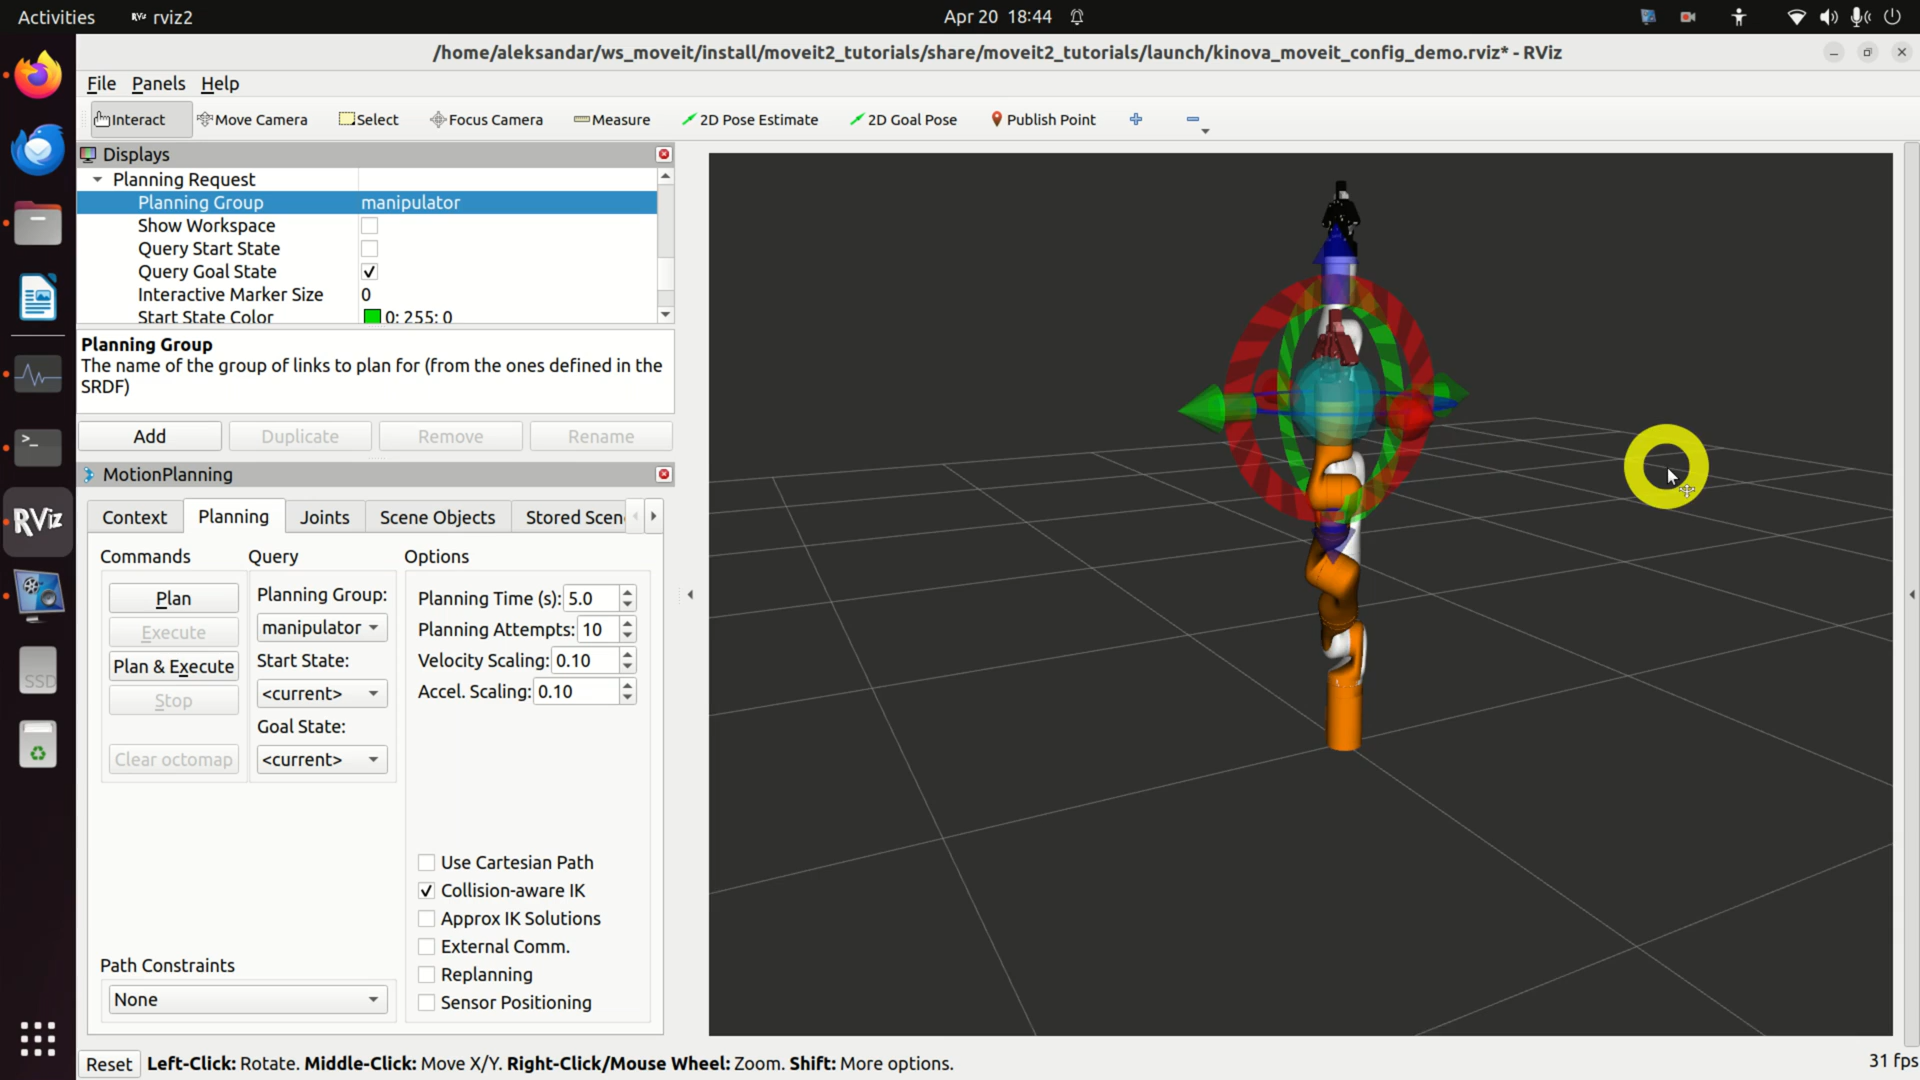 Activities
RViz rviz2
Apr 20 18:44
/home/aleksandar/ws_moveit/install/moveit2_tutorials/share/moveit2_tutorials/launch/kinova_moveit_config_demo.rviz* - RViz
File Panels Help
Interact Move Camera Select Focus Camera Measure 2D Pose Estimate 2D Goal Pose Publish Point
Displays
Planning Request
Planning Group manipulator
Show Workspace
Query Start State
Query Goal State
Interactive Marker Size 0
Start State Color 0; 255; 0
Planning Group
The name of the group of links to plan for (from the ones defined in the
SRDF)
Add Duplicate Remove Rename
MotionPlanning
Context Planning Joints Scene Objects Stored Scen
Commands Query Options
Plan
Execute
Plan & Execute
Stop
Clear octomap
Planning Group:
manipulator
Start State:
<current>
Goal State:
<current>
Planning Time (s): 5.0
Planning Attempts: 10
Velocity Scaling: 0.10
Accel. Scaling: 0.10
Use Cartesian Path
Collision-aware IK
Approx IK Solutions
External Comm.
Replanning
Sensor Positioning
Path Constraints
None
RViz
SSD
Reset Left-Click: Rotate. Middle-Click: Move X/Y. Right-Click/Mouse Wheel: Zoom. Shift: More options.
31 fps